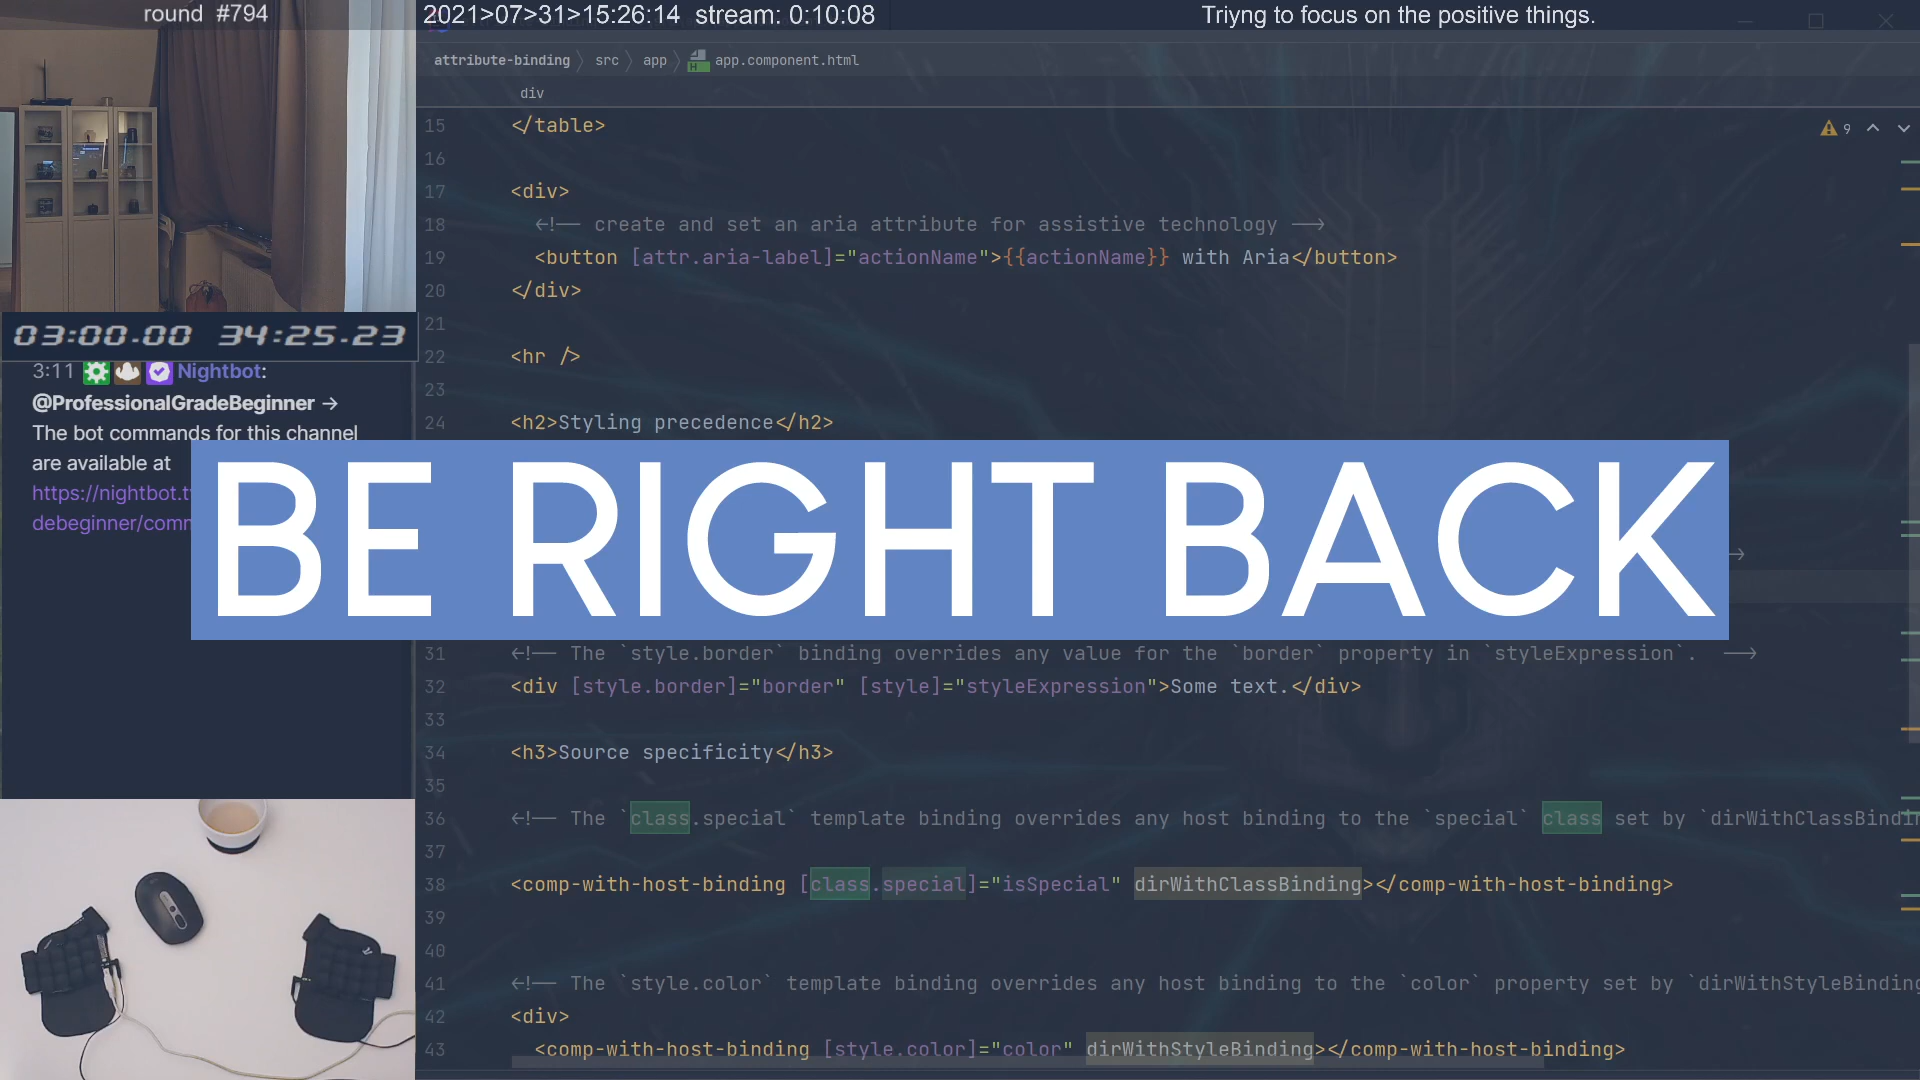 round #794
2021>07>31>15:26:14 stream: 0:10:08
Triyng to focus on the positive things.
attribute-binding src app app.component.html
div
9
15 </table>
16
17 <div>
18 <!-- create and set an aria attribute for assistive technology -->
19 <button [attr.aria-label]="actionName">{{actionName}} with Aria</button>
20 </div>
21
22 <hr />
23
24 <h2>Styling precedence</h2>
03:00.00 34:25.23
3:11 Nightbot:
@ProfessionalGradeBeginner →
The bot commands for this channel
are available at
https://nightbot.t
debeginner/comm
BE RIGHT BACK
-->
31 <!-- The `style.border` binding overrides any value for the `border` property in `styleExpression`. -->
32 <div [style.border]="border" [style]="styleExpression">Some text.</div>
33
34 <h3>Source specificity</h3>
35
36 <!-- The `class.special` template binding overrides any host binding to the `special` class set by `dirWithClassBindin
37
38 <comp-with-host-binding [class.special]="isSpecial" dirWithClassBinding></comp-with-host-binding>
39
40
41 <!-- The `style.color` template binding overrides any host binding to the `color` property set by `dirWithStyleBinding
42 <div>
43 <comp-with-host-binding [style.color]="color" dirWithStyleBinding></comp-with-host-binding>